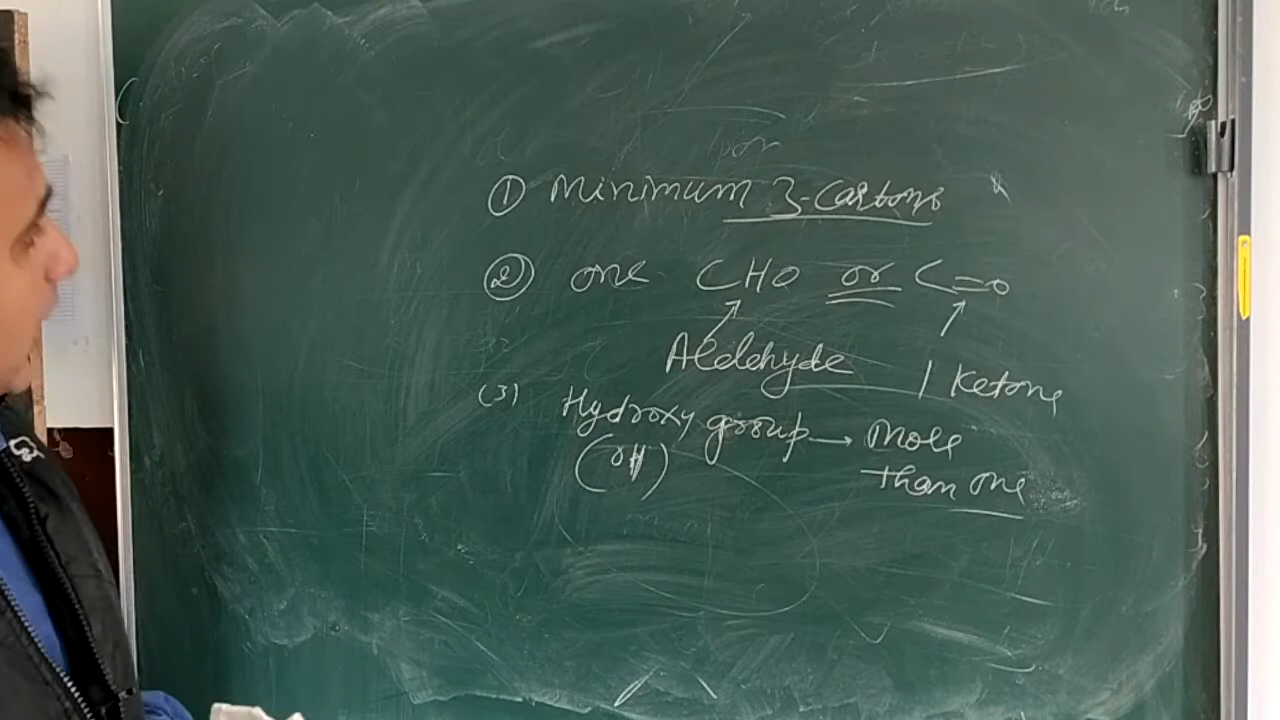 ① Minimum 3-Carbons
② one CHO or C=O
Aldehyde / Ketone
(3) Hydroxy group → More
(OH) than one